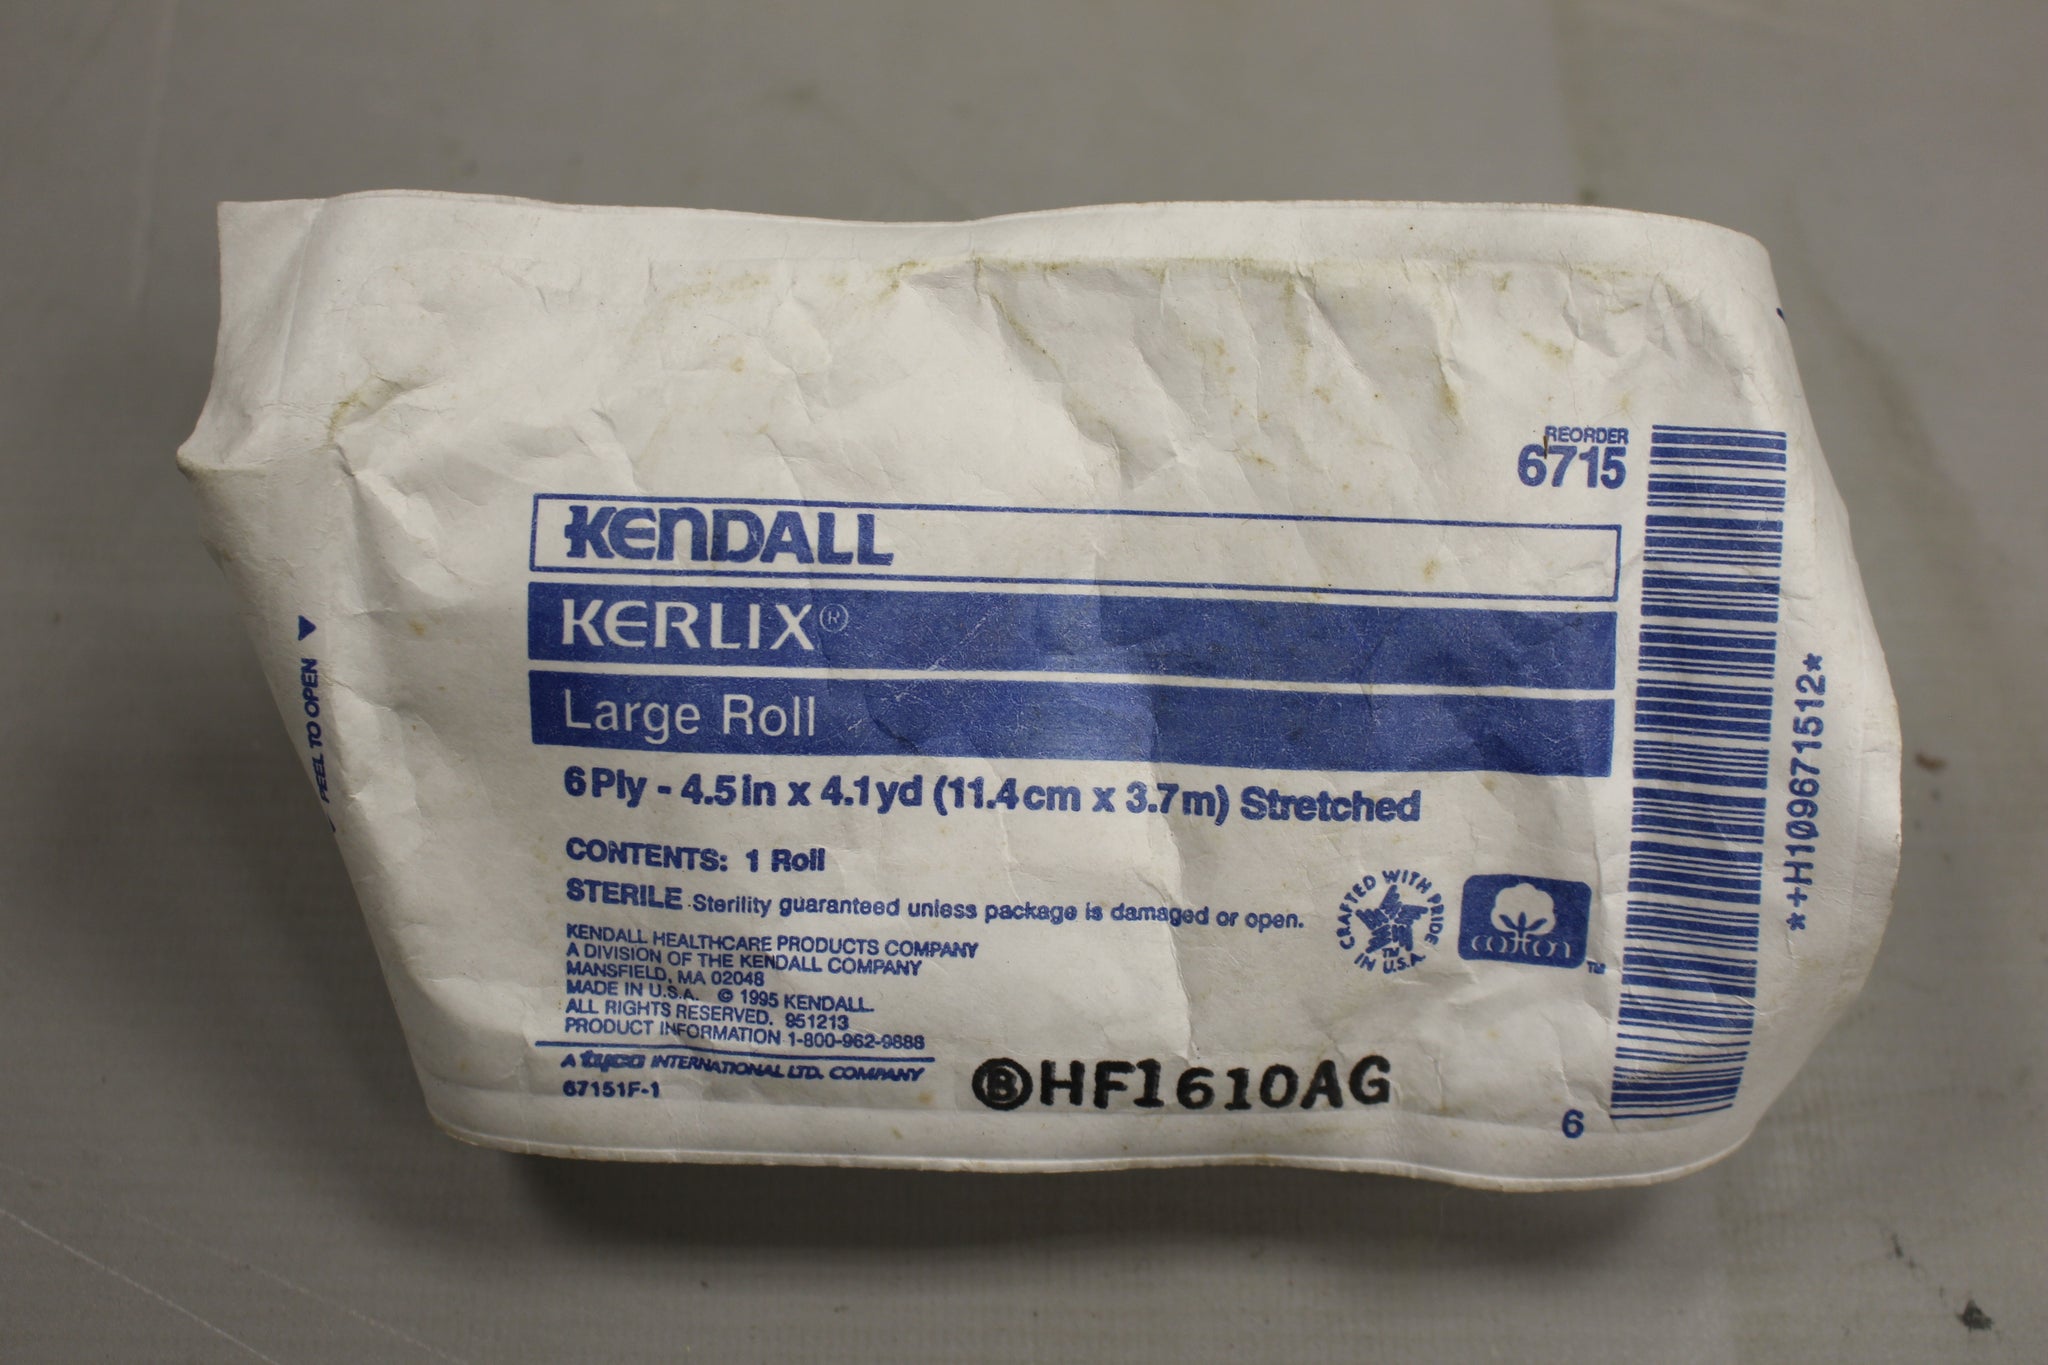 REORDER
6715
KENDALL
KERLIX®
Large Roll
6 Ply - 4.5 in x 4.1 yd (11.4 cm x 3.7 m) Stretched
CONTENTS: 1 Roll
STERILE Sterility guaranteed unless package is damaged or open.
KENDALL HEALTHCARE PRODUCTS COMPANY
A DIVISION OF THE KENDALL COMPANY
MANSFIELD, MA 02048
MADE IN U.S.A. © 1995 KENDALL
ALL RIGHTS RESERVED. 951213
PRODUCT INFORMATION 1-800-962-9888
A tyco INTERNATIONAL LTD. COMPANY
67151F-1
Ⓑ HF1610AG
CRAFTED WITH PRIDE IN U.S.A. TM
cotton TM
6
*+H109671512*
PEEL TO OPEN